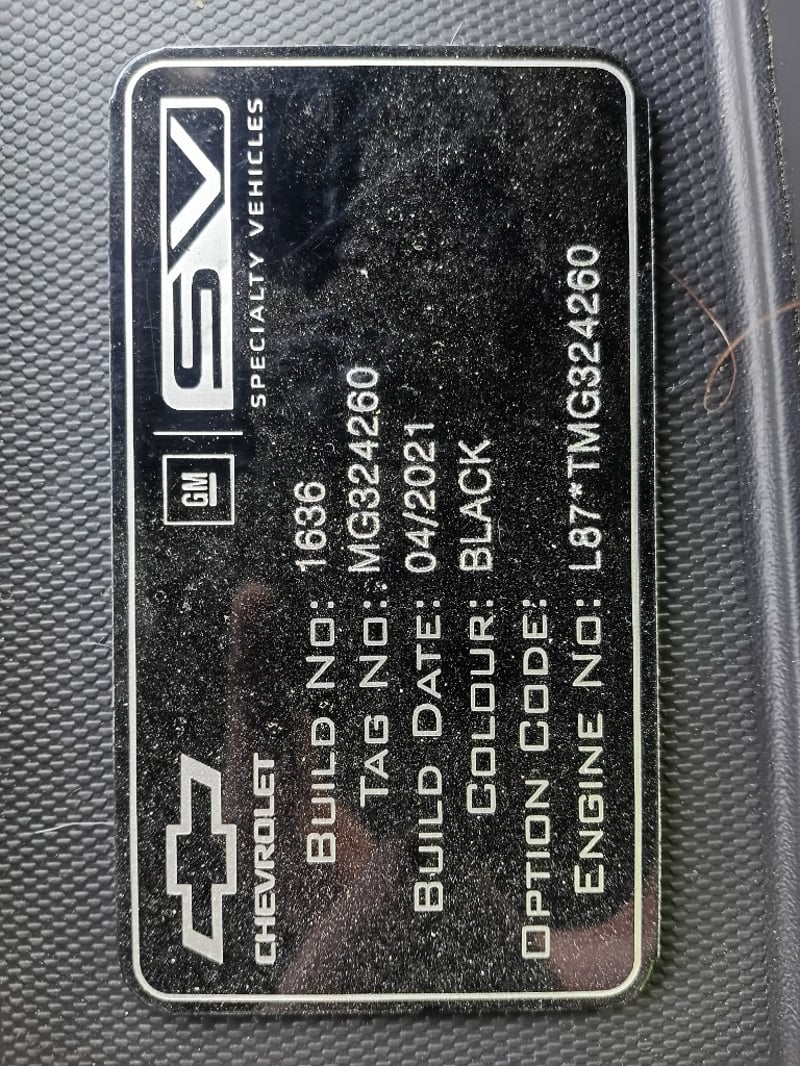 CHEVROLET
GM
SV
SPECIALTY VEHICLES
BUILD NO: 1636
TAG NO: MG324260
BUILD DATE: 04/2021
COLOUR: BLACK
OPTION CODE:
ENGINE NO: L87*TMG324260